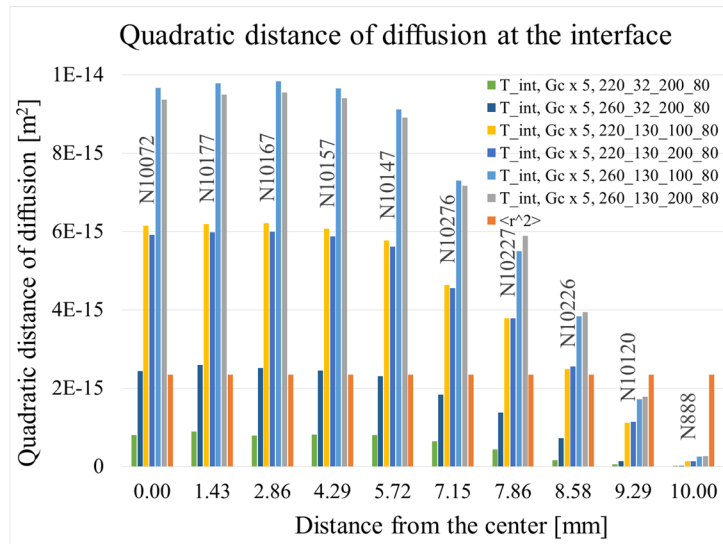 Quadratic distance of diffusion at the interface
Quadratic distance of diffusion [m²]
1E-14
8E-15
6E-15
4E-15
2E-15
0
T_int, Gc x 5, 220_32_200_80
T_int, Gc x 5, 260_32_200_80
T_int, Gc x 5, 220_130_100_80
T_int, Gc x 5, 220_130_200_80
T_int, Gc x 5, 260_130_100_80
T_int, Gc x 5, 260_130_200_80
<r^2>
N10072
N10177
N10167
N10157
N10147
N10276
N10227
N10226
N10120
N888
0.00 1.43 2.86 4.29 5.72 7.15 7.86 8.58 9.29 10.00
Distance from the center [mm]